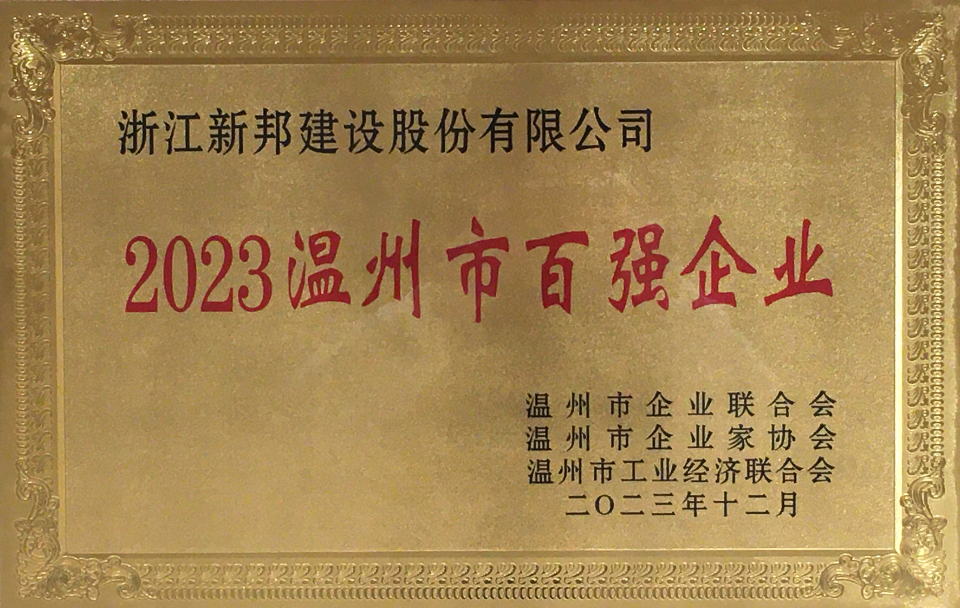 浙江新邦建设股份有限公司
2023温州市百强企业
温州市企业联合会
温州市企业家协会
温州市工业经济联合会
二〇二三年十二月